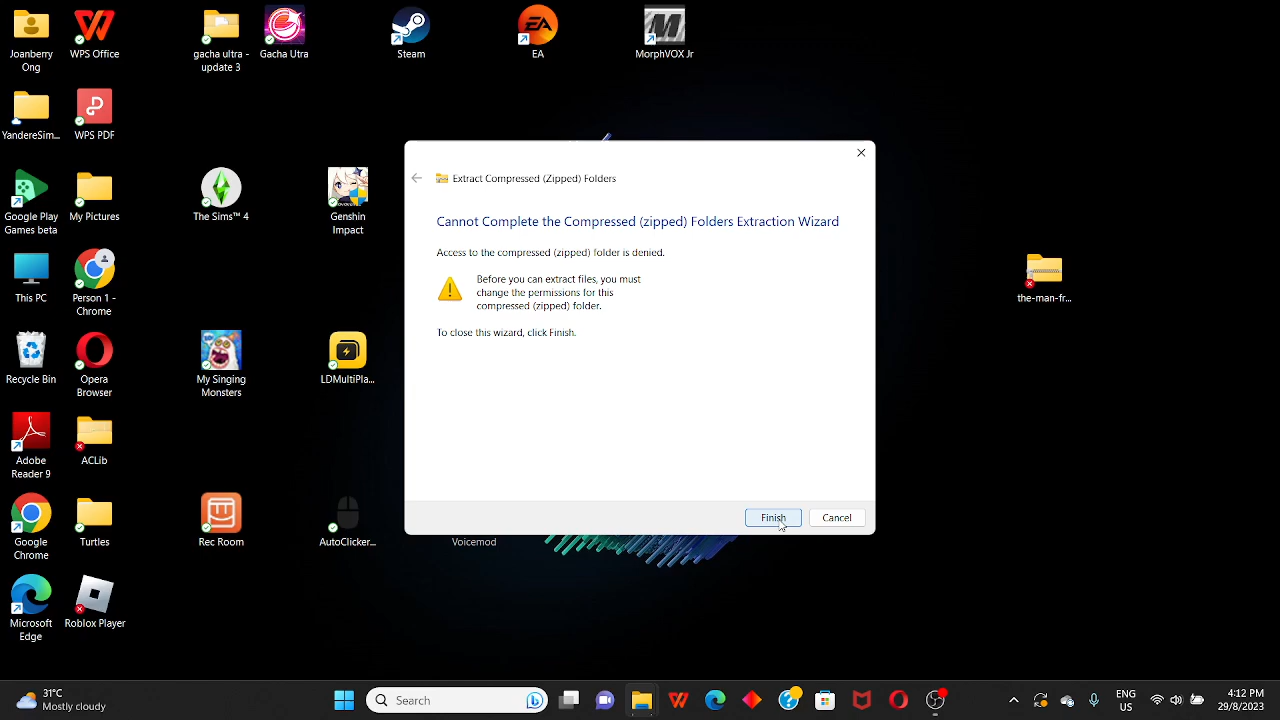 Joanberry
Ong
WPS Office
gacha ultra -
update 3
Gacha Utra
Steam
EA
MorphVOX Jr
YandereSim...
WPS PDF
Google Play
Games beta
My Pictures
The Sims™ 4
Genshin
Impact
This PC
Person 1 -
Chrome
the-man-fr...
Recycle Bin
Opera
Browser
My Singing
Monsters
LDMultiPla...
Adobe
Reader 9
ACLib
Google
Chrome
Turtles
Rec Room
AutoClicker...
Voicemod
Microsoft
Edge
Roblox Player
Extract Compressed (Zipped) Folders
Cannot Complete the Compressed (zipped) Folders Extraction Wizard
Access to the compressed (zipped) folder is denied.
Before you can extract files, you must
change the permissions for this
compressed (zipped) folder.
To close this wizard, click Finish.
Finish
Cancel
31°C
Mostly cloudy
Search
ENG
US
4:12 PM
29/8/2023